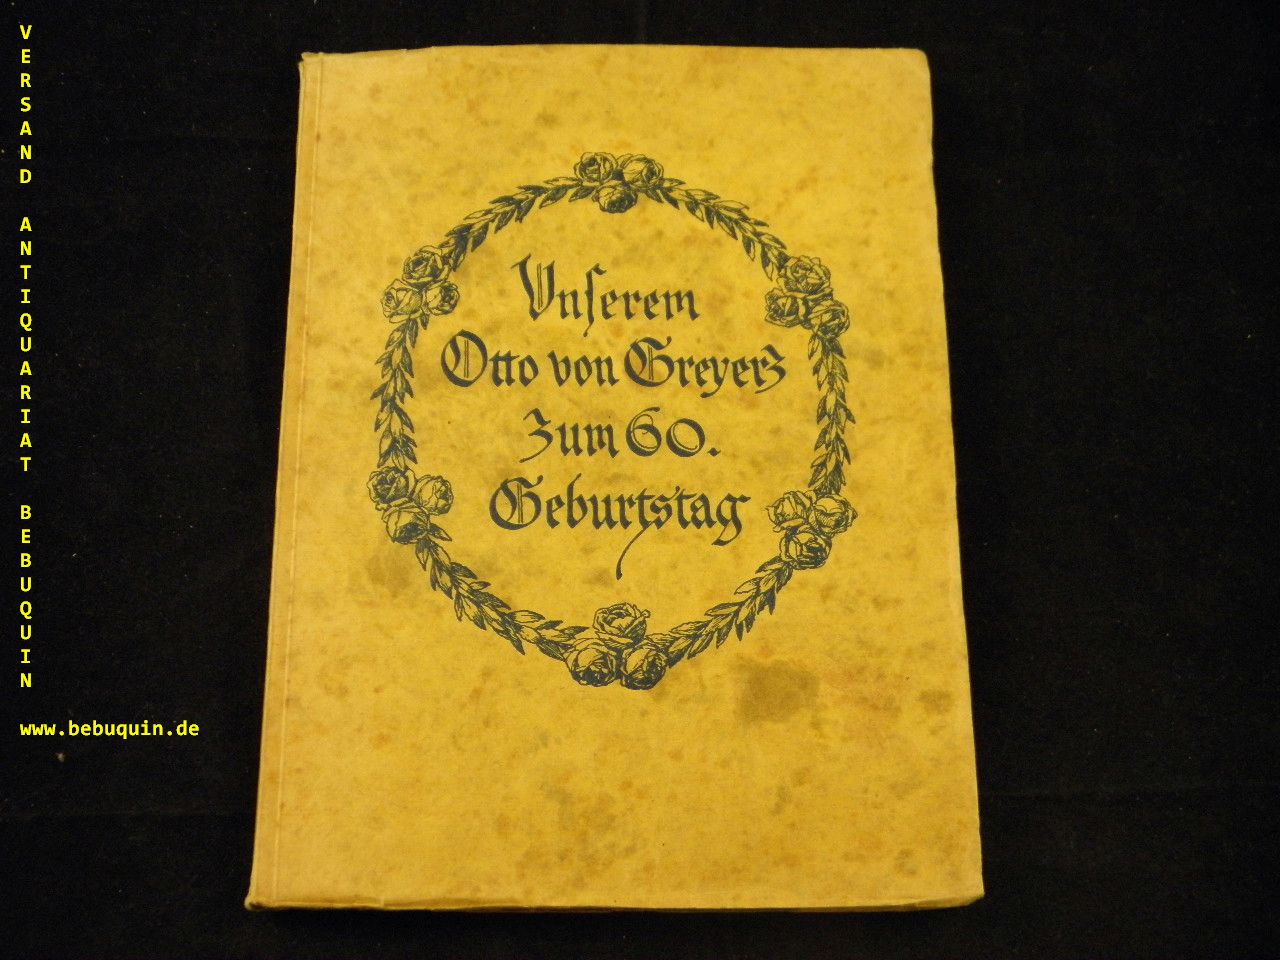 VERSAND ANTIQUARIAT BEBUQUIN
www.bebuquin.de
Unserem
Otto von Greyerz
zum 60.
Geburtstag